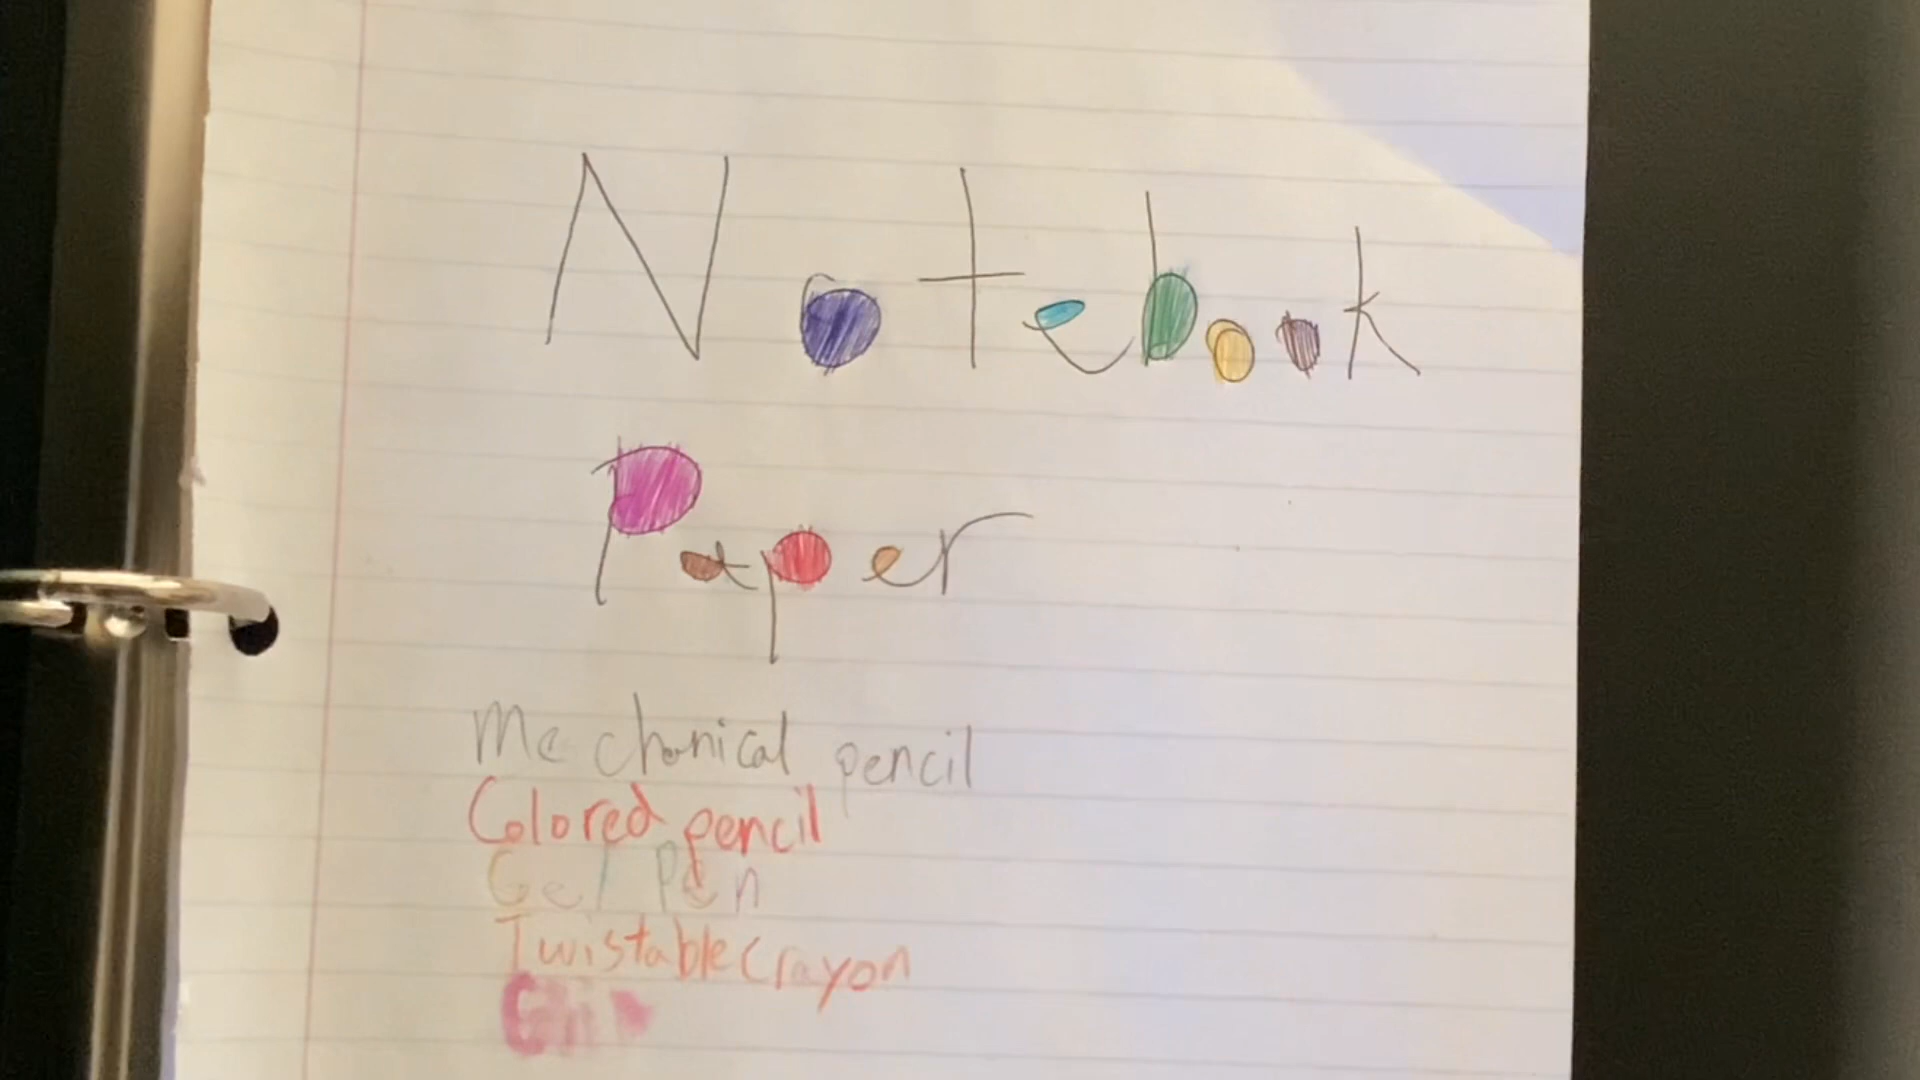 Notebook
Paper
Mechanical pencil
Colored pencil
Gel Pen
Twistable crayon